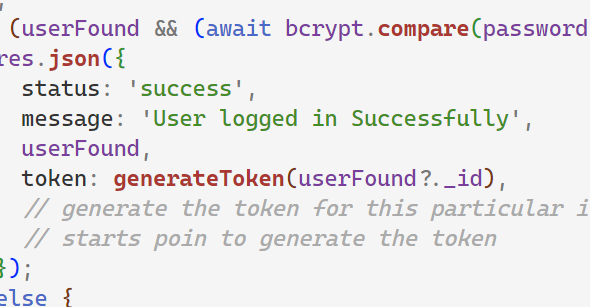 (userFound && (await bcrypt.compare(password
res.json({
status: 'success',
message: 'User logged in Successfully',
userFound,
token: generateToken(userFound?._id),
// generate the token for this particular i
// starts poin to generate the token
});
else {